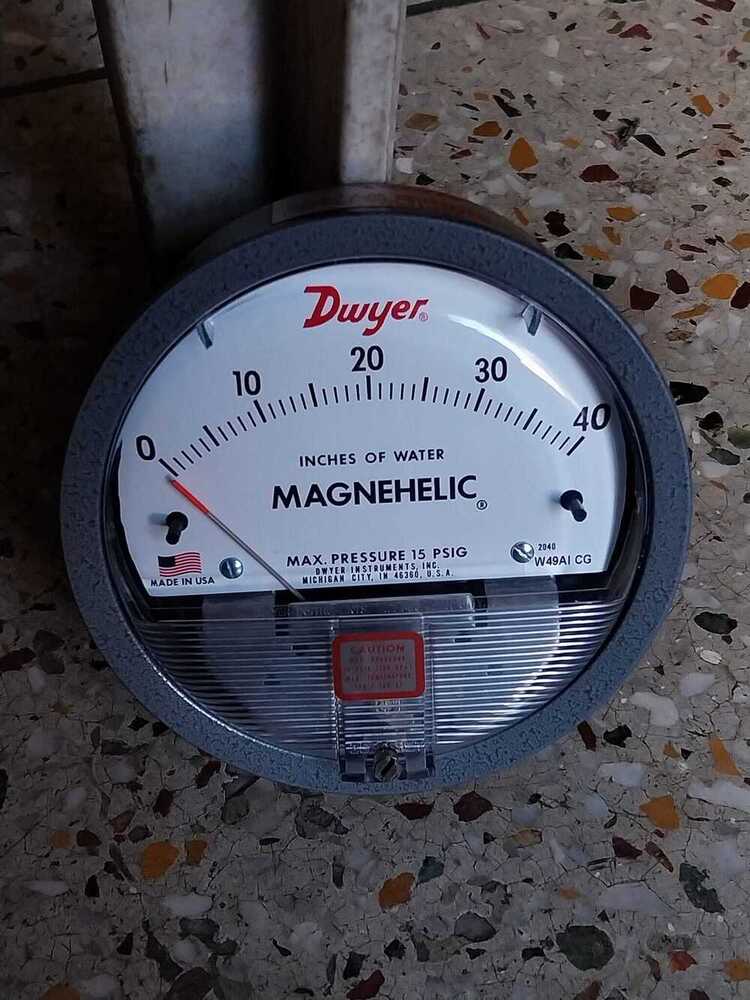 Dwyer®
0 10 20 30 40
INCHES OF WATER
MAGNEHELIC®
MAX. PRESSURE 15 PSIG
DWYER INSTRUMENTS, INC.
MICHIGAN CITY, IN 46360, U.S.A.
MADE IN USA
2040
W49AI CG
CAUTION